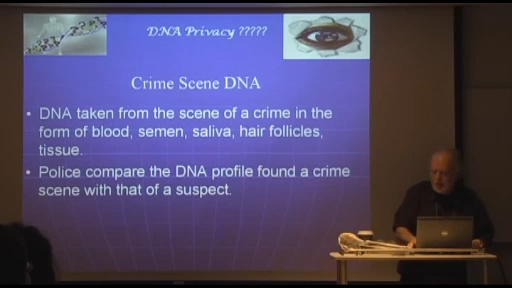 DNA Privacy ?????
Crime Scene DNA
• DNA taken from the scene of a crime in the
form of blood, semen, saliva, hair follicles,
tissue.
• Police compare the DNA profile found a crime
scene with that of a suspect.